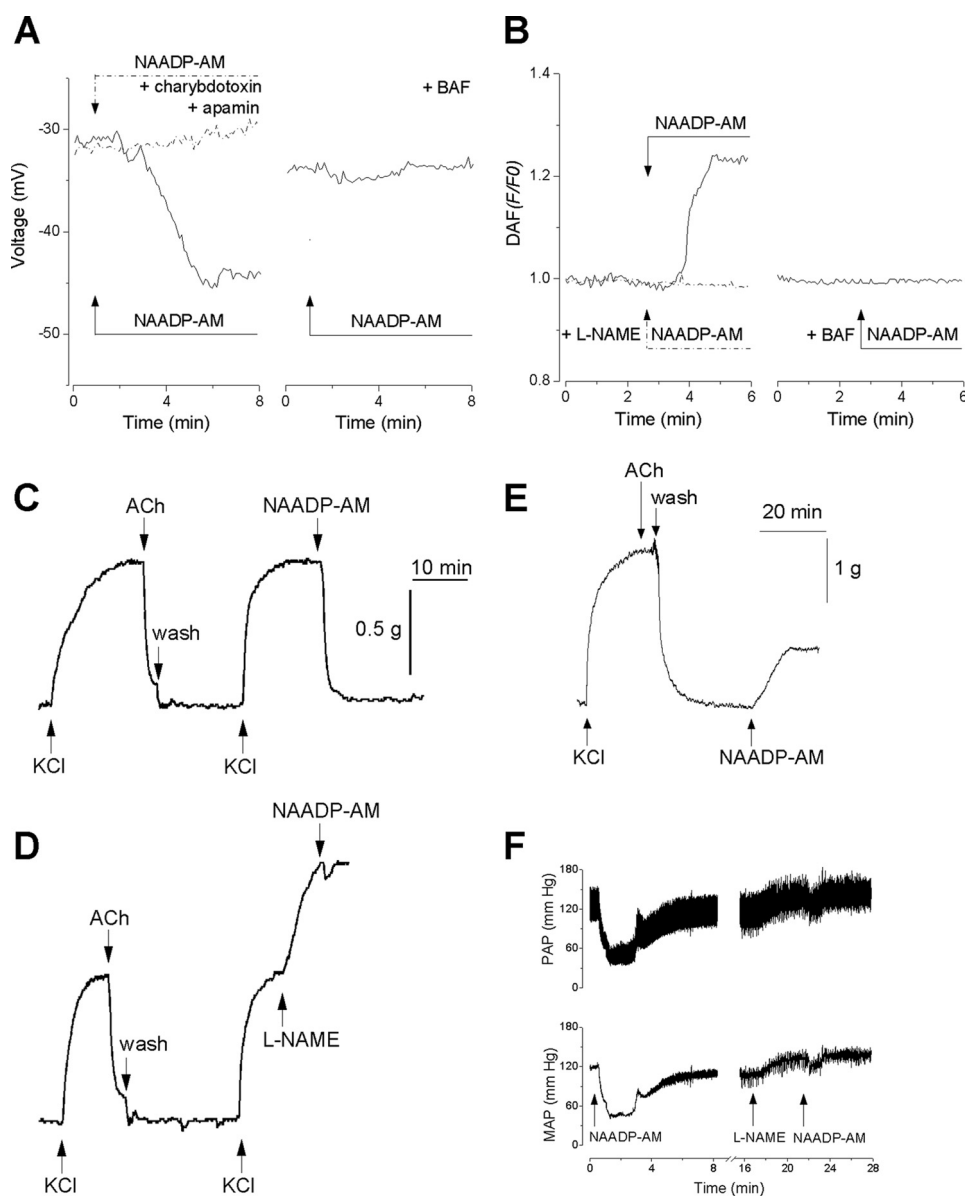 A
NAADP-AM
+ charybdotoxin
+ apamin
+ BAF
-30
-40
-50
Voltage (mV)
NAADP-AM
NAADP-AM
0 4 8
0 4 8
Time (min)
Time (min)
B
1.4
1.2
1.0
0.8
DAF(F/F0)
NAADP-AM
+ L-NAME
NAADP-AM
+ BAF
NAADP-AM
0 2 4 6
0 2 4 6
Time (min)
Time (min)
C
ACh
NAADP-AM
10 min
0.5 g
wash
KCl
KCl
E
ACh
wash
20 min
1 g
KCl
NAADP-AM
D
NAADP-AM
ACh
wash
L-NAME
KCl
KCl
F
180
120
60
0
PAP (mm Hg)
180
120
60
0
MAP (mm Hg)
NAADP-AM
L-NAME
NAADP-AM
0 4 8 16 20 24 28
Time (min)